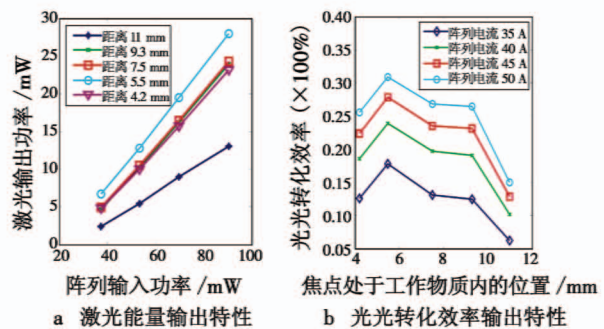 激光输出功率/mW
30
25
20
15
10
5
0
20
40
60
80
100
距离 11 mm
距离 9.3 mm
距离 7.5 mm
距离 5.5 mm
距离 4.2 mm
阵列输入功率/mW
a 激光能量输出特性
光光转化效率(×100%)
0.40
0.35
0.30
0.25
0.20
0.15
0.10
0.05
4
6
8
10
12
阵列电流 35 A
阵列电流 40 A
阵列电流 45 A
阵列电流 50 A
焦点处于工作物质内的位置/mm
b 光光转化效率输出特性